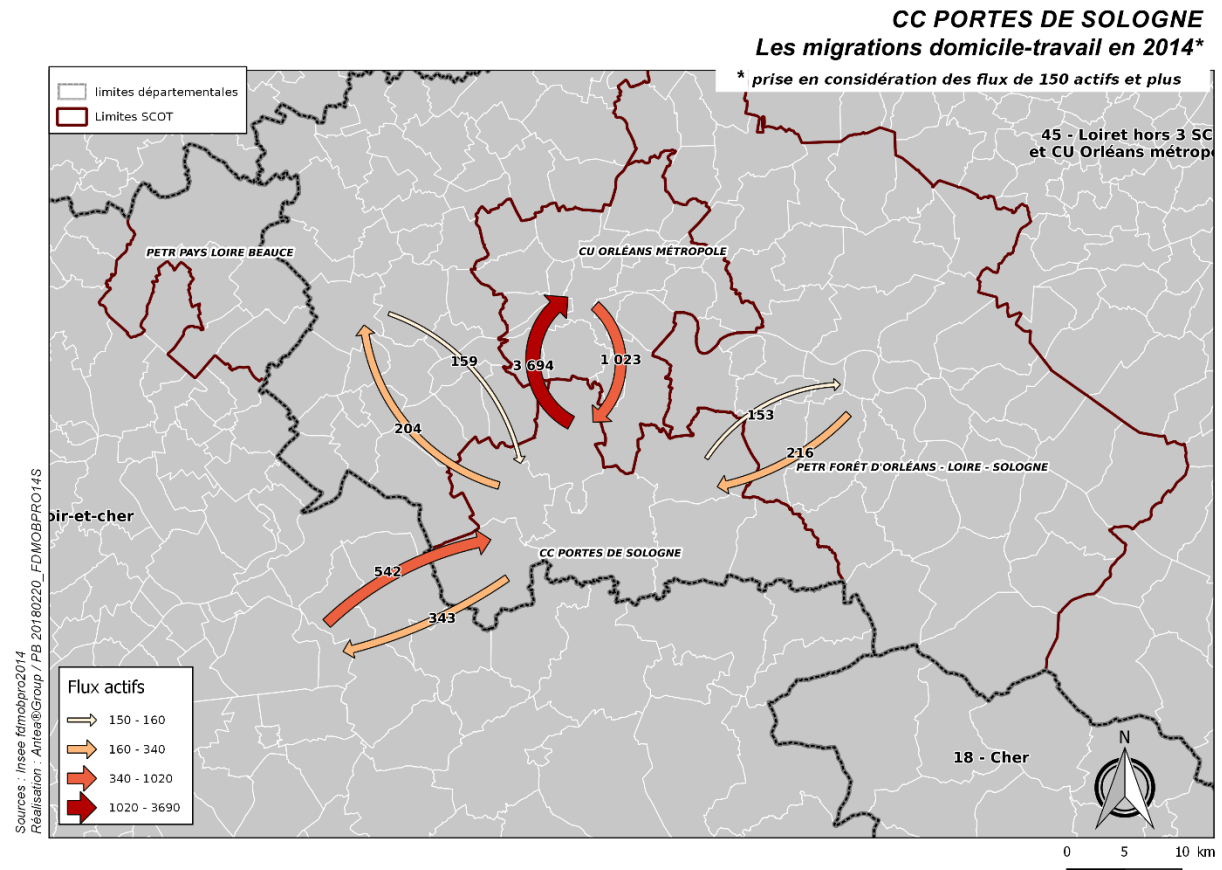 CC PORTES DE SOLOGNE
Les migrations domicile-travail en 2014*
* prise en considération des flux de 150 actifs et plus
limites départementales
Limites SCOT
45 - Loiret hors 3 SC
et CU Orléans métrop
PETR PAYS LOIRE BEAUCE
CU ORLÉANS MÉTROPOLE
159
3 694
1 023
204
153
216
PETR FORÊT D'ORLÉANS - LOIRE - SOLOGNE
oir-et-cher
CC PORTES DE SOLOGNE
542
343
Flux actifs
150 - 160
160 - 340
340 - 1020
1020 - 3690
18 - Cher
N
0 5 10 km
Sources : Insee fdmobpro2014
Réalisation : Antea®Group / PB 20180220_FDMOBPRO14S